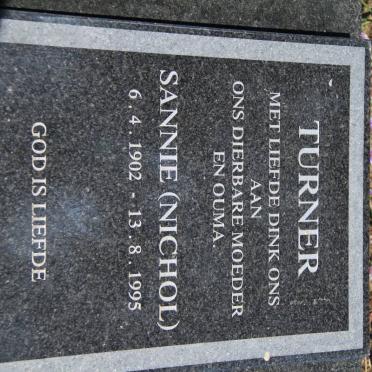 TURNER
MET LIEFDE DINK ONS
AAN
ONS DIERBARE MOEDER
EN OUMA
SANNIE (NICHOL)
6.4.1902 - 13.8.1995
GOD IS LIEFDE